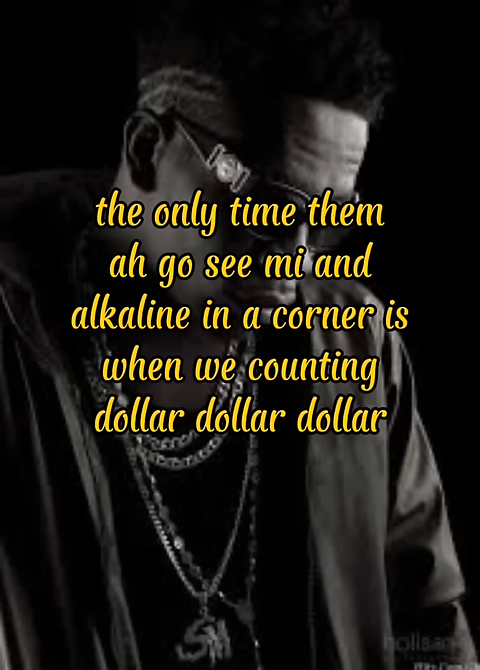 the only time them
ah go see mi and
alkaline in a corner is
when we counting
dollar dollar dollar